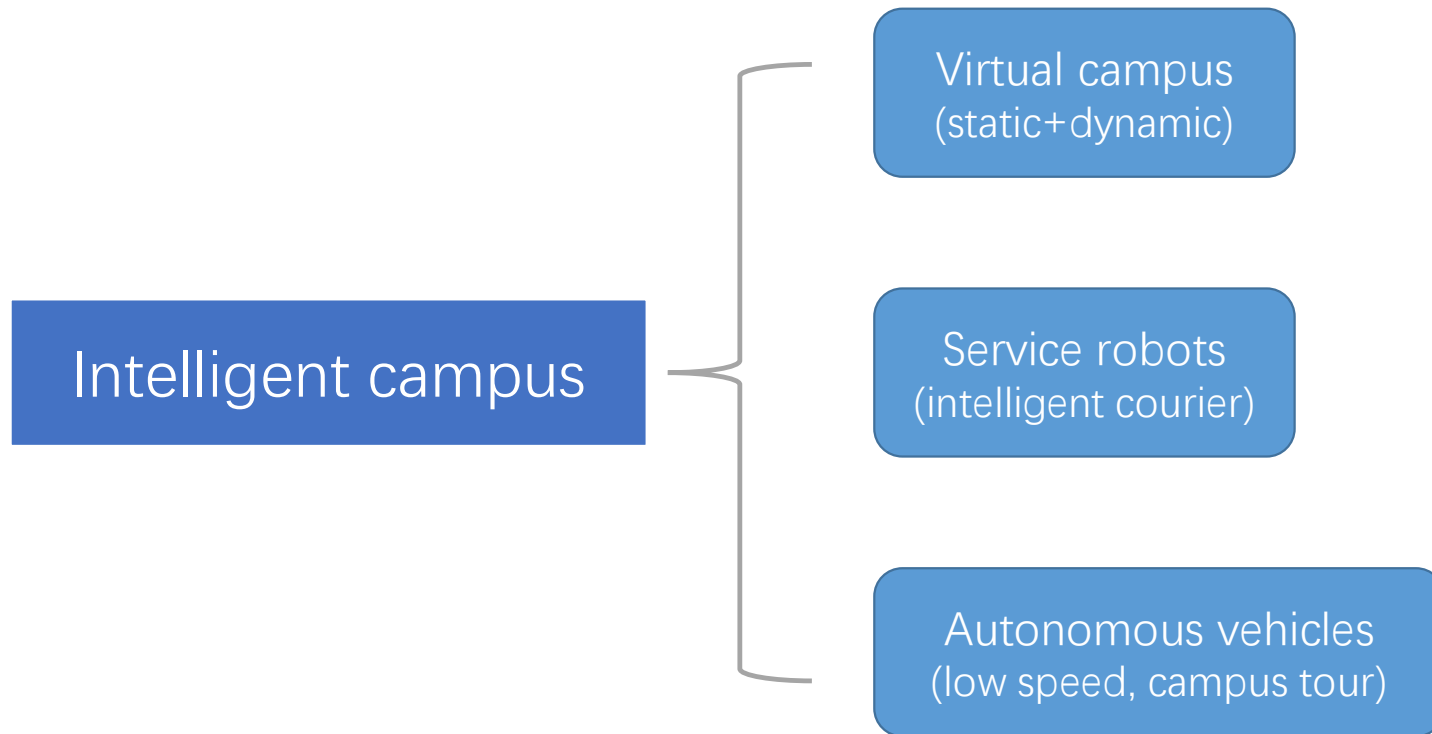 Virtual campus
(static+dynamic)
Intelligent campus
Service robots
(intelligent courier)
Autonomous vehicles
(low speed, campus tour)